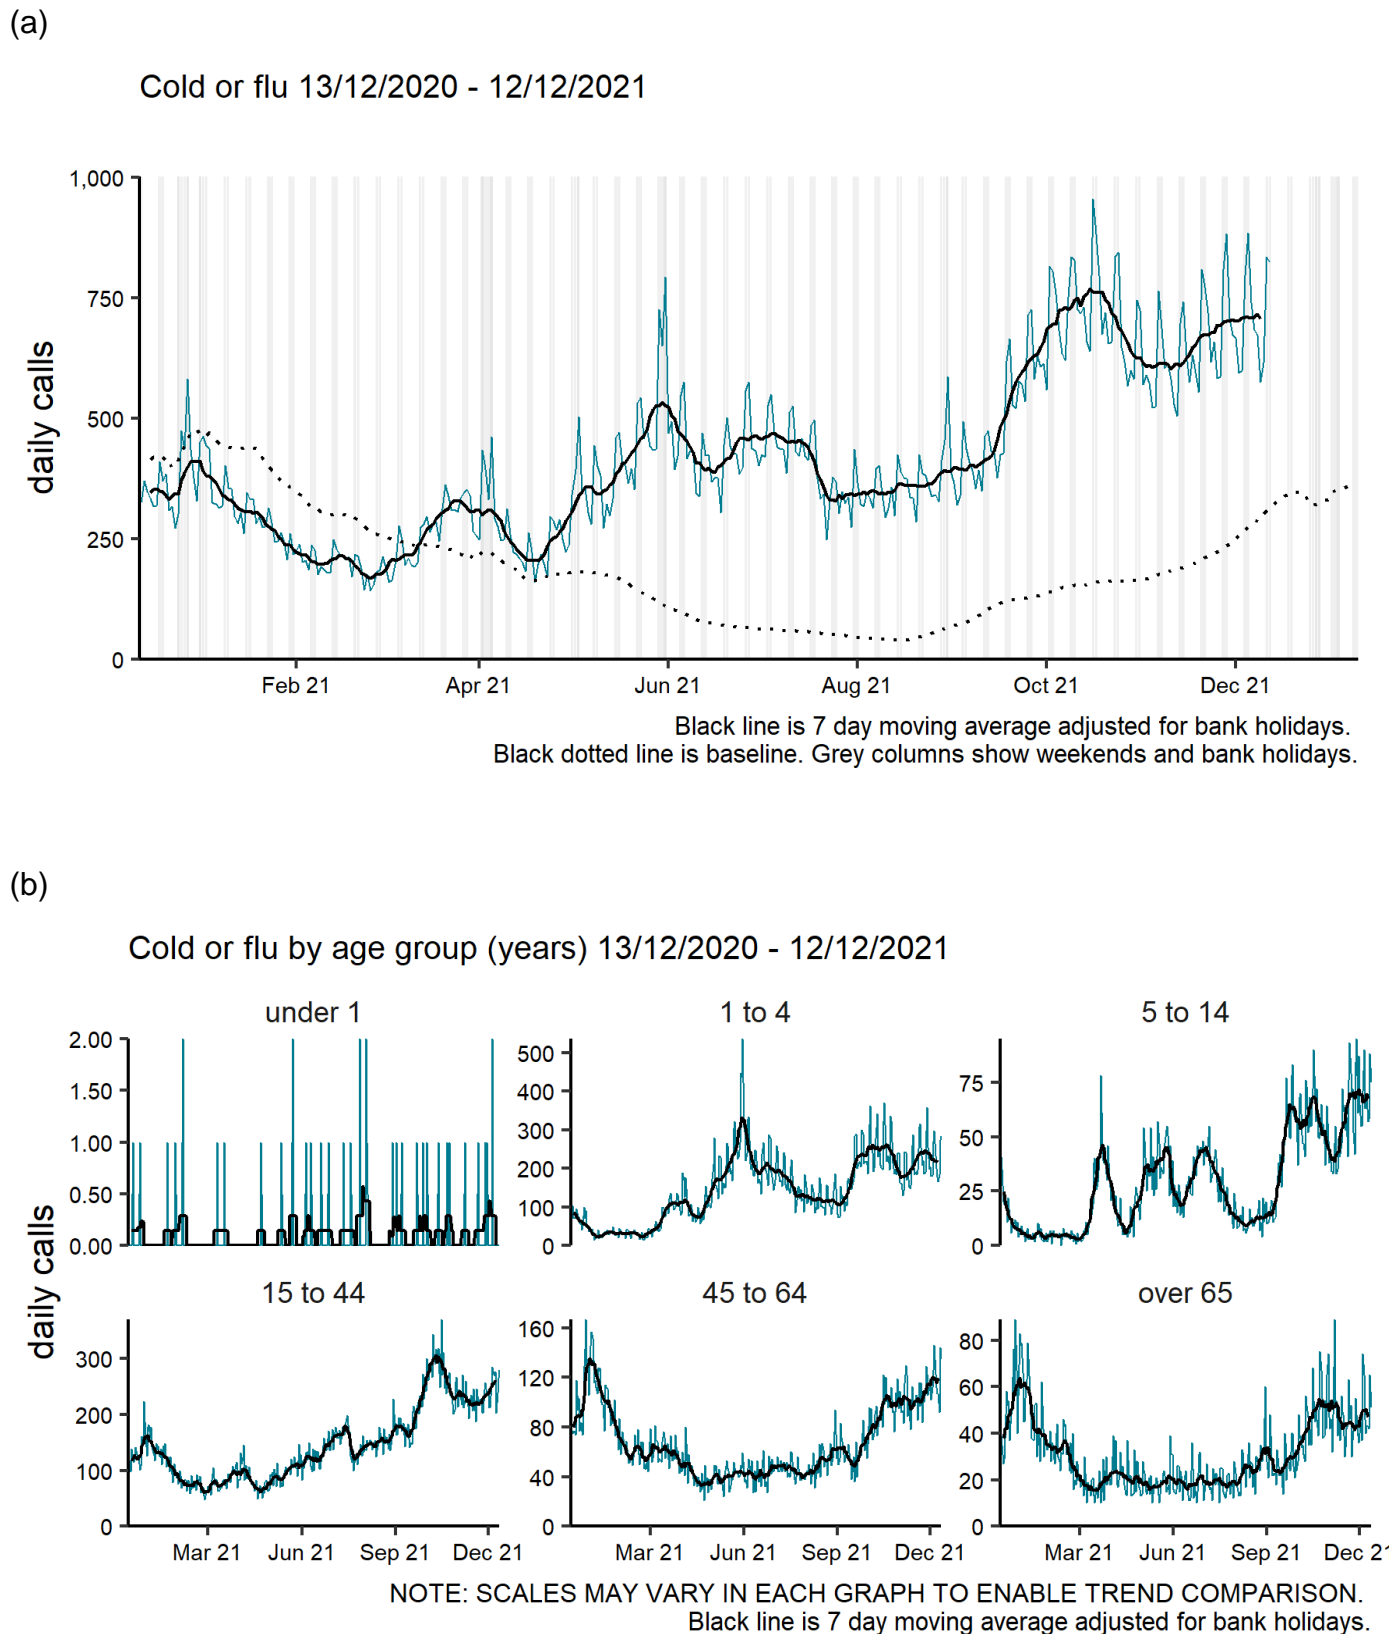 (a)
Cold or flu 13/12/2020 - 12/12/2021
1,000
750
500
250
0
daily calls
Feb 21 Apr 21 Jun 21 Aug 21 Oct 21 Dec 21
Black line is 7 day moving average adjusted for bank holidays.
Black dotted line is baseline. Grey columns show weekends and bank holidays.
(b)
Cold or flu by age group (years) 13/12/2020 - 12/12/2021
daily calls
under 1
2.00
1.50
1.00
0.50
0.00
1 to 4
500
400
300
200
100
0
5 to 14
75
50
25
0
15 to 44
300
200
100
0
Mar 21 Jun 21 Sep 21 Dec 21
45 to 64
160
120
80
40
0
Mar 21 Jun 21 Sep 21 Dec 21
over 65
80
60
40
20
0
Mar 21 Jun 21 Sep 21 Dec 21
NOTE: SCALES MAY VARY IN EACH GRAPH TO ENABLE TREND COMPARISON.
Black line is 7 day moving average adjusted for bank holidays.